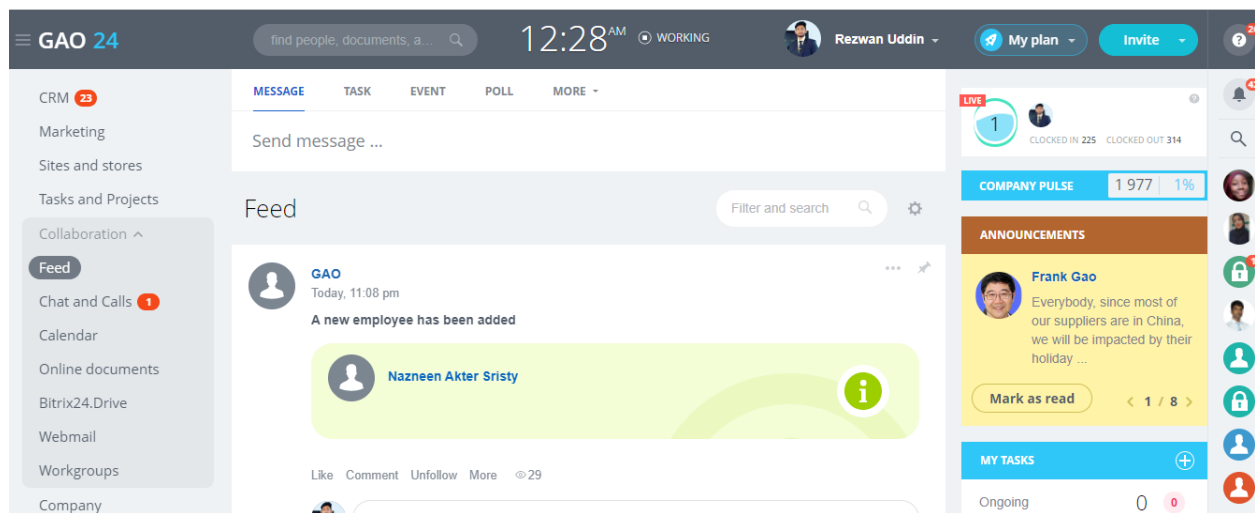 GAO 24
find people, documents, a...
12:28 AM
WORKING
Rezwan Uddin
My plan
Invite
CRM 23
Marketing
Sites and stores
Tasks and Projects
Collaboration
Feed
Chat and Calls 1
Calendar
Online documents
Bitrix24.Drive
Webmail
Workgroups
Company
MESSAGE TASK EVENT POLL MORE
Send message ...
Feed
Filter and search
GAO
Today, 11:08 pm
A new employee has been added
Nazneen Akter Sristy
Like Comment Unfollow More 29
LIVE
1
CLOCKED IN 225 CLOCKED OUT 314
COMPANY PULSE 1 977 1%
ANNOUNCEMENTS
Frank Gao
Everybody, since most of
our suppliers are in China,
we will be impacted by their
holiday ...
Mark as read
1 / 8
MY TASKS
Ongoing 0 0